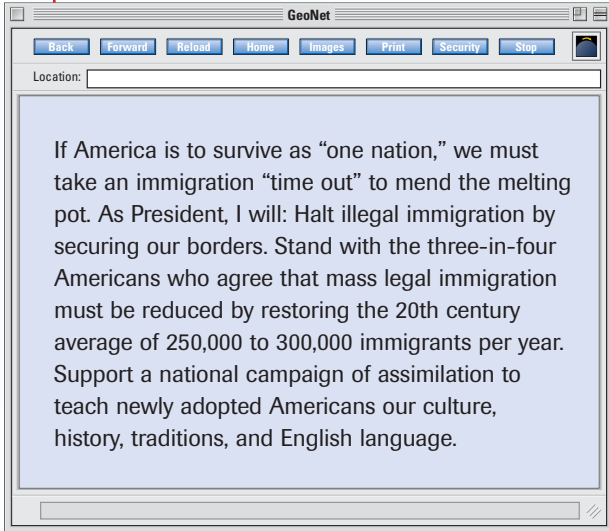 GeoNet
Back Forward Reload Home Images Print Security Stop
Location:
If America is to survive as “one nation,” we must
take an immigration “time out” to mend the melting
pot. As President, I will: Halt illegal immigration by
securing our borders. Stand with the three-in-four
Americans who agree that mass legal immigration
must be reduced by restoring the 20th century
average of 250,000 to 300,000 immigrants per year.
Support a national campaign of assimilation to
teach newly adopted Americans our culture,
history, traditions, and English language.